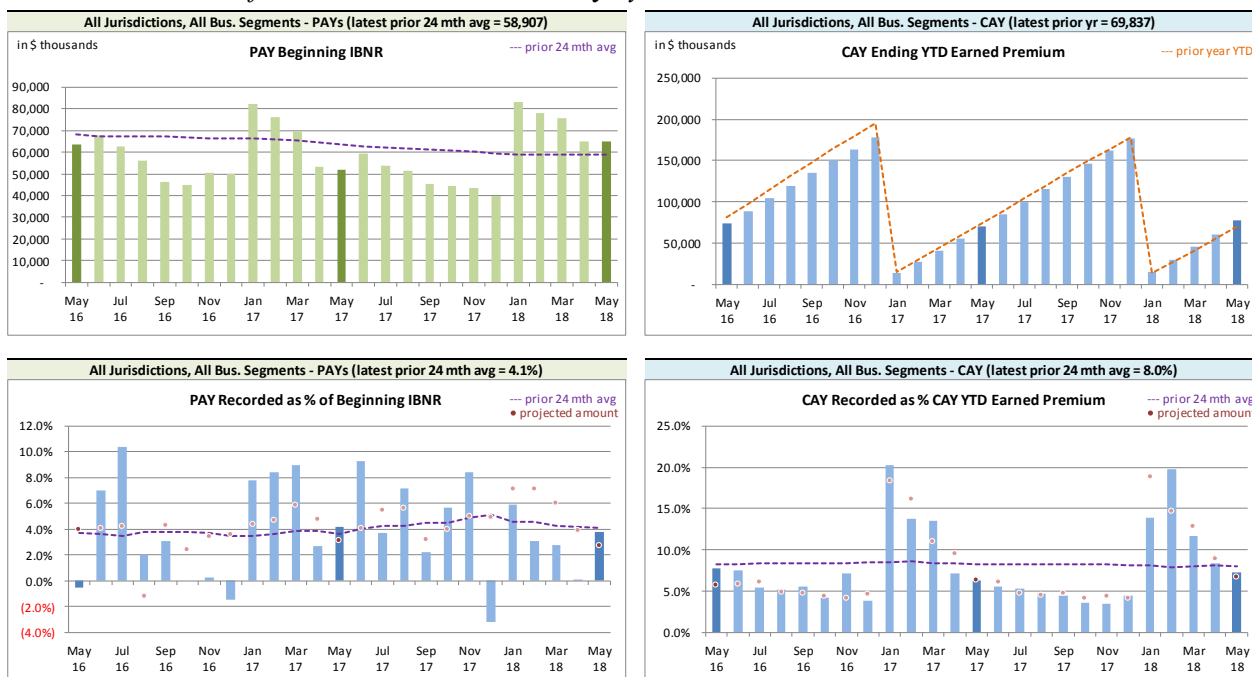 All Jurisdictions, All Bus. Segments - PAYs (latest prior 24 mth avg = 58,907)
in $ thousands
PAY Beginning IBNR
--- prior 24 mth avg
90,000
80,000
70,000
60,000
50,000
40,000
30,000
20,000
10,000
-
May Jul Sep Nov Jan Mar May Jul Sep Nov Jan Mar May
16 16 16 16 17 17 17 17 17 17 18 18 18
All Jurisdictions, All Bus. Segments - CAY (latest prior yr = 69,837)
in $ thousands
CAY Ending YTD Earned Premium
--- prior year YTD
250,000
200,000
150,000
100,000
50,000
-
May Jul Sep Nov Jan Mar May Jul Sep Nov Jan Mar May
16 16 16 16 17 17 17 17 17 17 18 18 18
All Jurisdictions, All Bus. Segments - PAYs (latest prior 24 mth avg = 4.1%)
PAY Recorded as % of Beginning IBNR
--- prior 24 mth avg
• projected amount
12.0%
10.0%
8.0%
6.0%
4.0%
2.0%
0.0%
(2.0%)
(4.0%)
May Jul Sep Nov Jan Mar May Jul Sep Nov Jan Mar May
16 16 16 16 17 17 17 17 17 17 18 18 18
All Jurisdictions, All Bus. Segments - CAY (latest prior 24 mth avg = 8.0%)
CAY Recorded as % CAY YTD Earned Premium
--- prior 24 mth avg
• projected amount
25.0%
20.0%
15.0%
10.0%
5.0%
0.0%
May Jul Sep Nov Jan Mar May Jul Sep Nov Jan Mar May
16 16 16 16 17 17 17 17 17 17 18 18 18